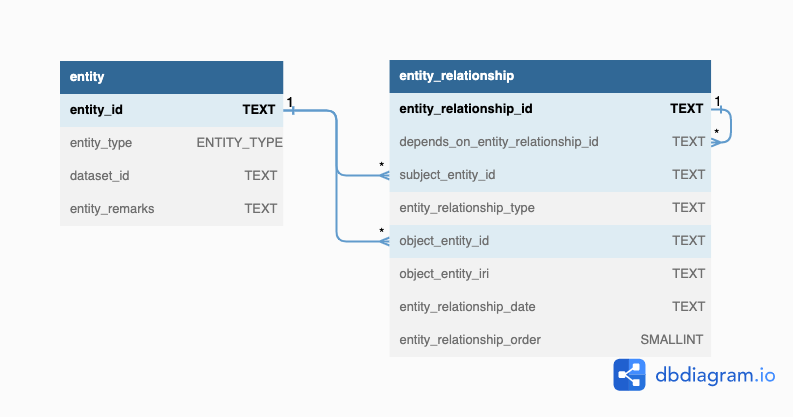 entity
entity_id TEXT
entity_type ENTITY_TYPE
dataset_id TEXT
entity_remarks TEXT
1
*
*
entity_relationship
entity_relationship_id TEXT
depends_on_entity_relationship_id TEXT
subject_entity_id TEXT
entity_relationship_type TEXT
object_entity_id TEXT
object_entity_iri TEXT
entity_relationship_date TEXT
entity_relationship_order SMALLINT
1
*
dbdiagram.io